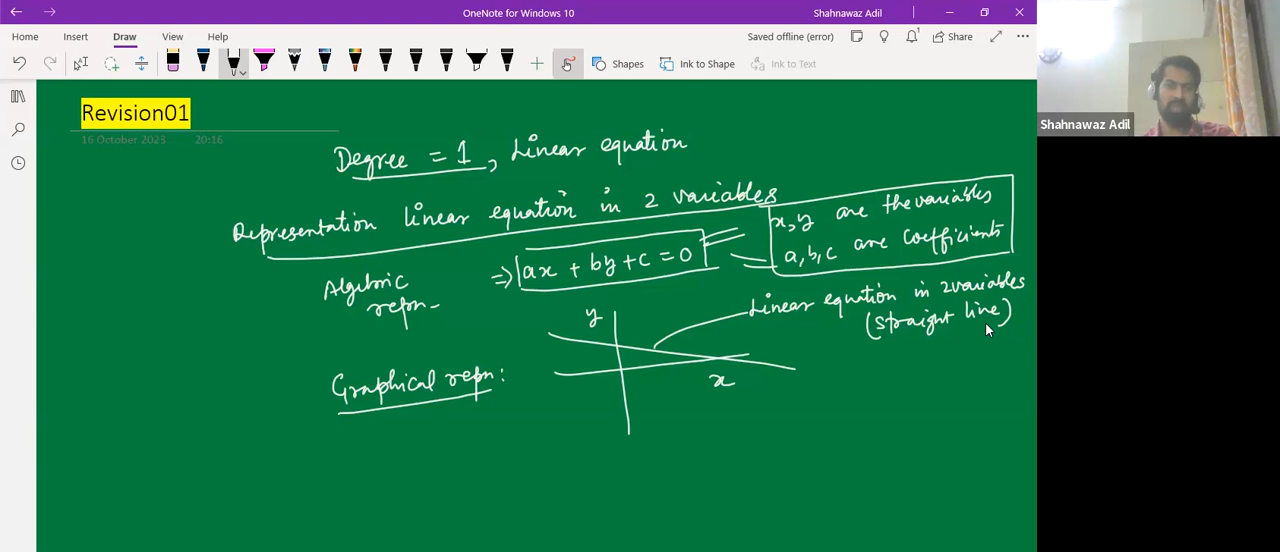 OneNote for Windows 10
Shahnawaz Adil
Home Insert Draw View Help
Saved offline (error)
Share
Shapes
Ink to Shape
Ink to Text
Revision01
16 October 2023 20:16
Degree = 1, Linear equation
Representation linear equation in 2 variables
x, y are the variables
a, b, c are coefficients
Algebric
repn-
⇒ ax + by + c = 0
Linear equation in 2 variables
(straight line)
y
x
Graphical repn:
Shahnawaz Adil